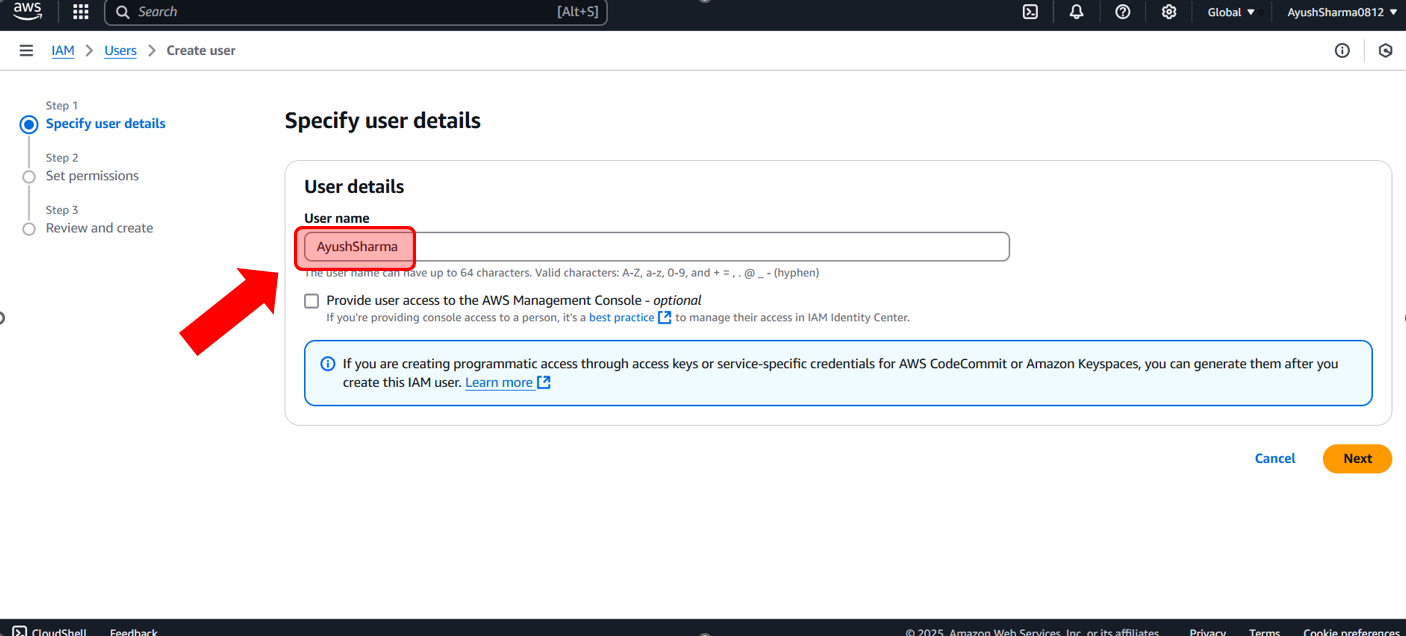 aws
Search [Alt+S] Global AyushSharma0812
IAM Users Create user
Step 1
Specify user details
Step 2
Set permissions
Step 3
Review and create
Specify user details
User details
User name
AyushSharma
The user name can have up to 64 characters. Valid characters: A-Z, a-z, 0-9, and + = , . @ _ - (hyphen)
Provide user access to the AWS Management Console - optional
If you're providing console access to a person, it's a best practice to manage their access in IAM Identity Center.
If you are creating programmatic access through access keys or service-specific credentials for AWS CodeCommit or Amazon Keyspaces, you can generate them after you
create this IAM user. Learn more
Cancel Next
CloudShell Feedback © 2025, Amazon Web Services, Inc. or its affiliates. Privacy Terms Cookie preferences